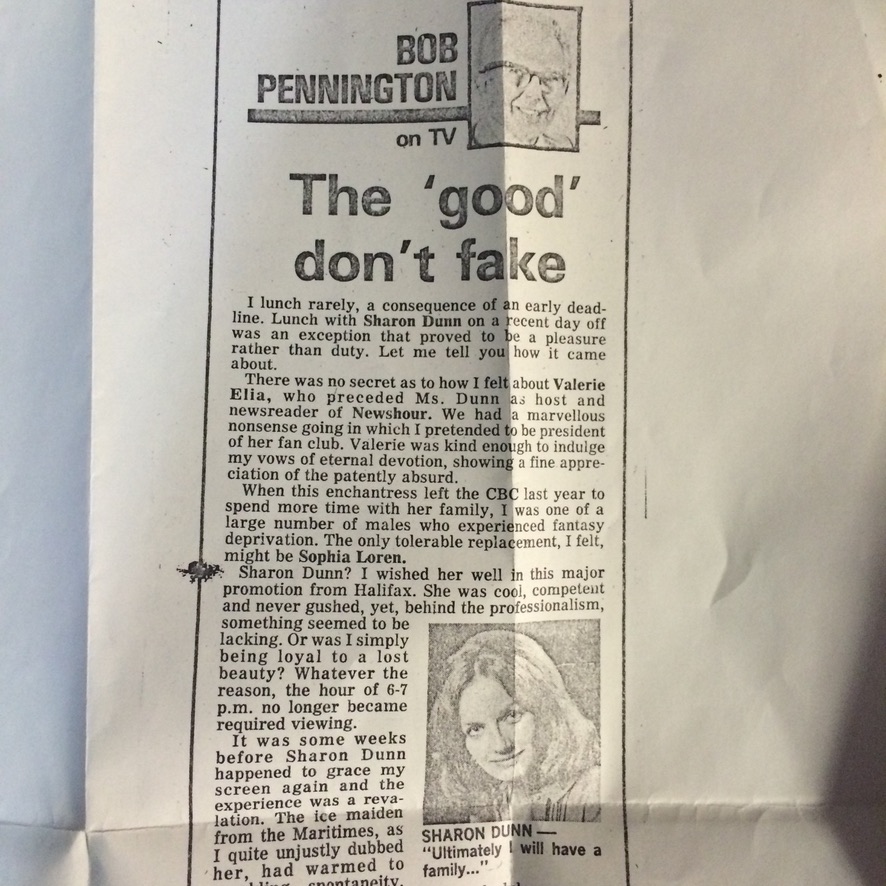 BOB
PENNINGTON
on TV
The ‘good’
don’t fake
I lunch rarely, a consequence of an early dead-
line. Lunch with Sharon Dunn on a recent day off
was an exception that proved to be a pleasure
rather than duty. Let me tell you how it came
about.
There was no secret as to how I felt about Valerie
Elia, who preceded Ms. Dunn as host and
newsreader of Newshour. We had a marvellous
nonsense going in which I pretended to be president
of her fan club. Valerie was kind enough to indulge
my vows of eternal devotion, showing a fine appre-
ciation of the patently absurd.
When this enchantress left the CBC last year to
spend more time with her family, I was one of a
large number of males who experienced fantasy
deprivation. The only tolerable replacement, I felt,
might be Sophia Loren.
Sharon Dunn? I wished her well in this major
promotion from Halifax. She was cool, competent
and never gushed, yet, behind the professionalism,
something seemed to be
lacking. Or was I simply
being loyal to a lost
beauty? Whatever the
reason, the hour of 6-7
p.m. no longer became
required viewing.
It was some weeks
before Sharon Dunn
happened to grace my
screen again and the
experience was a reva-
lation. The ice maiden
from the Maritimes, as
I quite unjustly dubbed
her, had warmed to
spontaneity,
SHARON DUNN —
“Ultimately I will have a
family...”